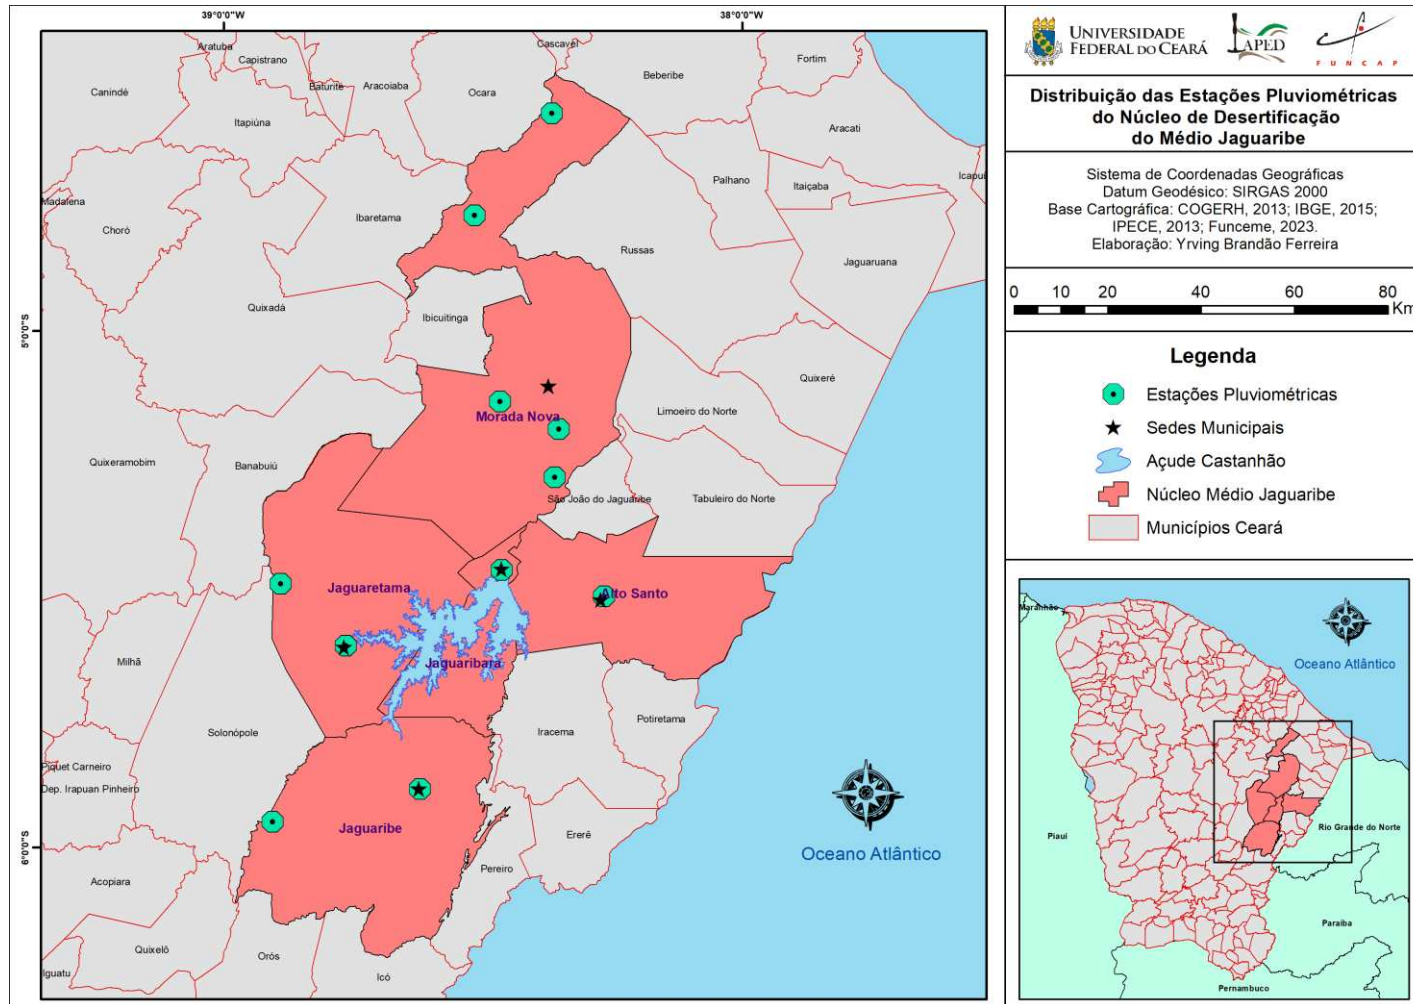 39°0'0"W
38°0'0"W
5°0'0"S
6°0'0"S
Aratuba
Capistrano
Canindé
Baturité
Aracoiaba
Ocara
Cascavel
Beberibe
Fortim
Itapiúna
Aracati
Madalena
Choró
Ibaretama
Palhano
Itaiçaba
Icapuí
Russas
Jaguaruana
Quixadá
Ibicuitinga
Quixeré
Morada Nova
Limoeiro do Norte
Quixeramobim
Banabuiú
São João do Jaguaribe
Tabuleiro do Norte
Jaguaretama
Alto Santo
Milhã
Jaguaribara
Solonópole
Iracema
Potiretama
Piquet Carneiro
Dep. Irapuan Pinheiro
Jaguaribe
Ererê
Pereiro
Oceano Atlântico
Acopiara
Quixelô
Orós
Iguatu
Icó
UNIVERSIDADE
FEDERAL DO CEARÁ
LAPED
FUNCAP
Distribuição das Estações Pluviométricas
do Núcleo de Desertificação
do Médio Jaguaribe
Sistema de Coordenadas Geográficas
Datum Geodésico: SIRGAS 2000
Base Cartográfica: COGERH, 2013; IBGE, 2015;
IPECE, 2013; Funceme, 2023.
Elaboração: Yrving Brandão Ferreira
0 10 20 40 60 80
Km
Legenda
Estações Pluviométricas
Sedes Municipais
Açude Castanhão
Núcleo Médio Jaguaribe
Municípios Ceará
Maranhão
Oceano Atlântico
Piauí
Rio Grande do Norte
Paraíba
Pernambuco